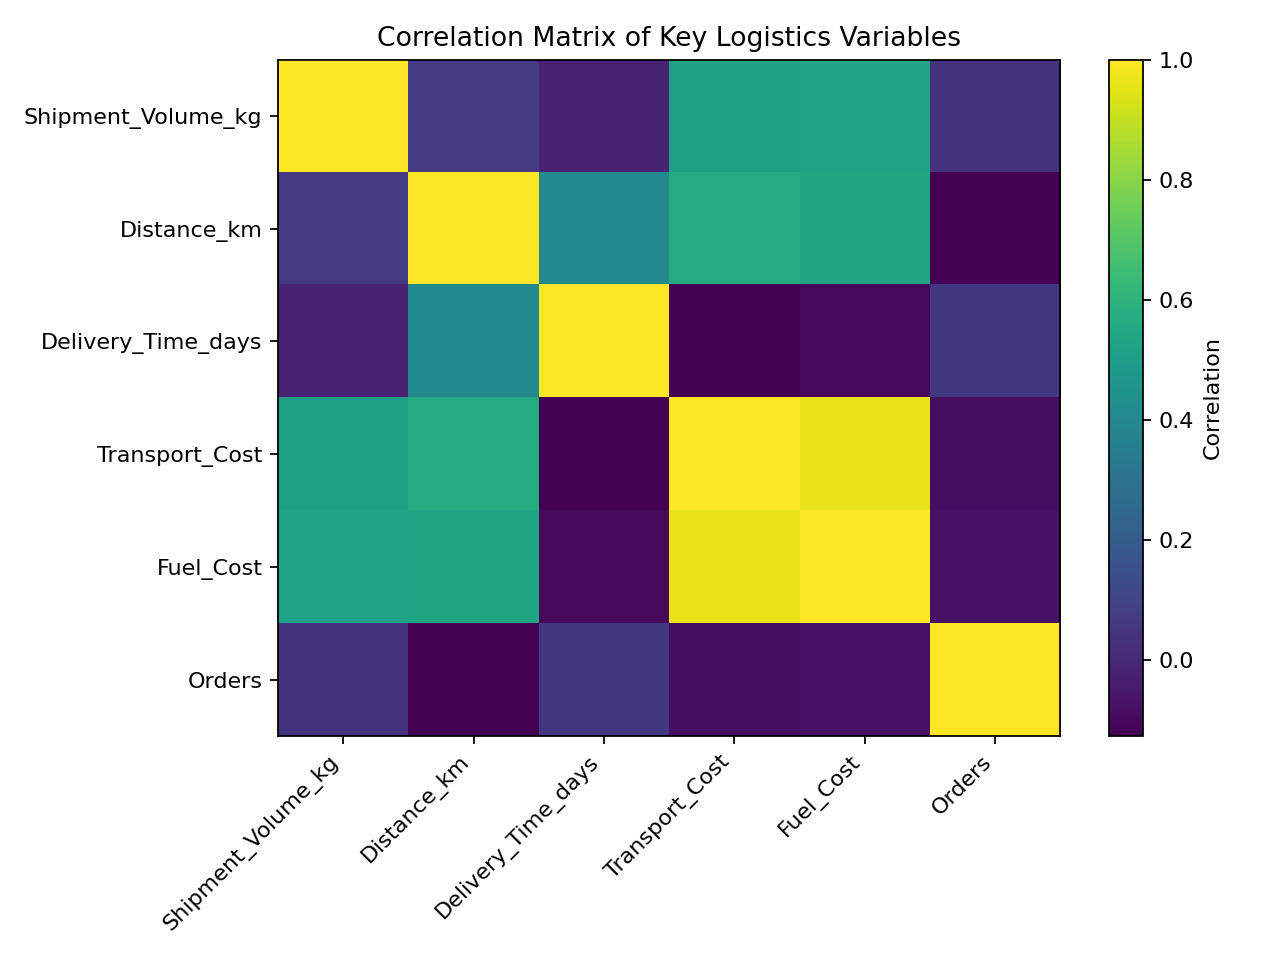 Correlation Matrix of Key Logistics Variables
Shipment_Volume_kg
Distance_km
Delivery_Time_days
Transport_Cost
Fuel_Cost
Orders
Shipment_Volume_kg
Distance_km
Delivery_Time_days
Transport_Cost
Fuel_Cost
Orders
1.0
0.8
0.6
0.4
0.2
0.0
Correlation